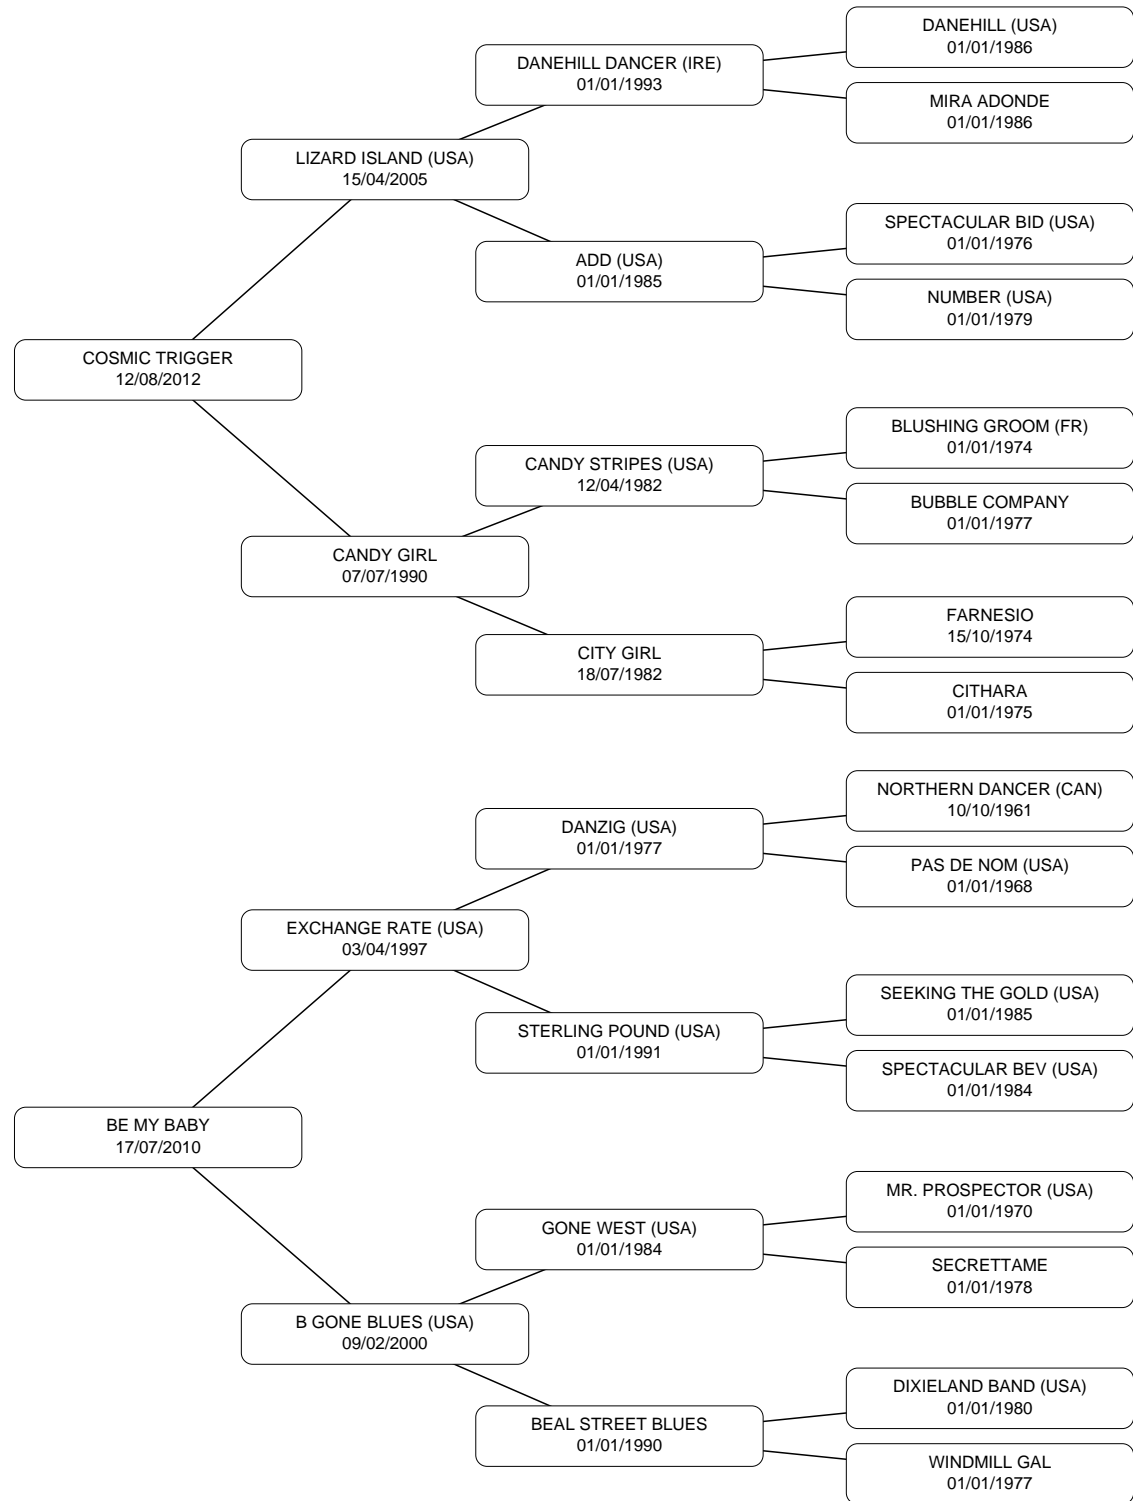 DANEHILL (USA)
01/01/1986
DANEHILL DANCER (IRE)
01/01/1993
MIRA ADONDE
01/01/1986
LIZARD ISLAND (USA)
15/04/2005
SPECTACULAR BID (USA)
01/01/1976
ADD (USA)
01/01/1985
NUMBER (USA)
01/01/1979
COSMIC TRIGGER
12/08/2012
BLUSHING GROOM (FR)
01/01/1974
CANDY STRIPES (USA)
12/04/1982
BUBBLE COMPANY
01/01/1977
CANDY GIRL
07/07/1990
FARNESIO
15/10/1974
CITY GIRL
18/07/1982
CITHARA
01/01/1975
NORTHERN DANCER (CAN)
10/10/1961
DANZIG (USA)
01/01/1977
PAS DE NOM (USA)
01/01/1968
EXCHANGE RATE (USA)
03/04/1997
SEEKING THE GOLD (USA)
01/01/1985
STERLING POUND (USA)
01/01/1991
SPECTACULAR BEV (USA)
01/01/1984
BE MY BABY
17/07/2010
MR. PROSPECTOR (USA)
01/01/1970
GONE WEST (USA)
01/01/1984
SECRETTAME
01/01/1978
B GONE BLUES (USA)
09/02/2000
DIXIELAND BAND (USA)
01/01/1980
BEAL STREET BLUES
01/01/1990
WINDMILL GAL
01/01/1977